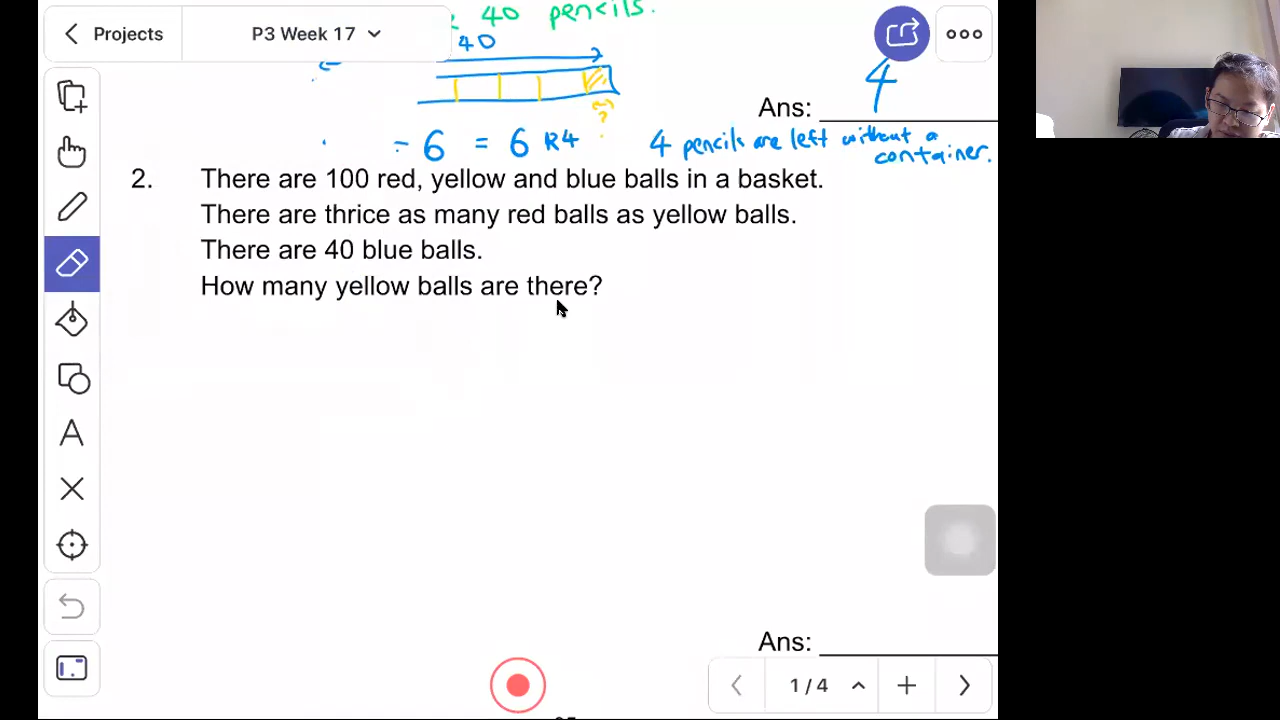 40 pencils.
Projects
P3 Week 17
40
?
Ans: 4
÷ 6 = 6 R4
4 pencils are left without a container.
2. There are 100 red, yellow and blue balls in a basket.
There are thrice as many red balls as yellow balls.
There are 40 blue balls.
How many yellow balls are there?
A
Ans:
1 / 4